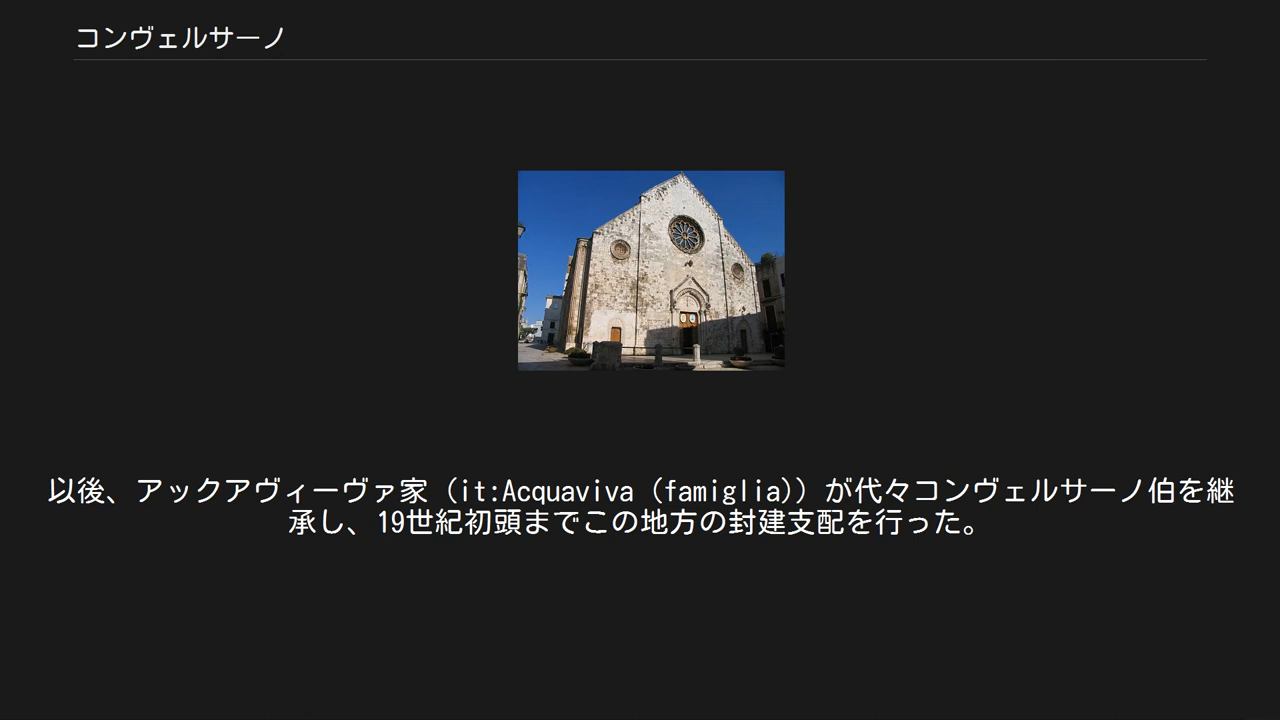 コンヴェルサーノ
以後、アックアヴィーヴァ家（it:Acquaviva（famiglia)）が代々コンヴェルサーノ伯を継
承し、19世紀初頭までこの地方の封建支配を行った。